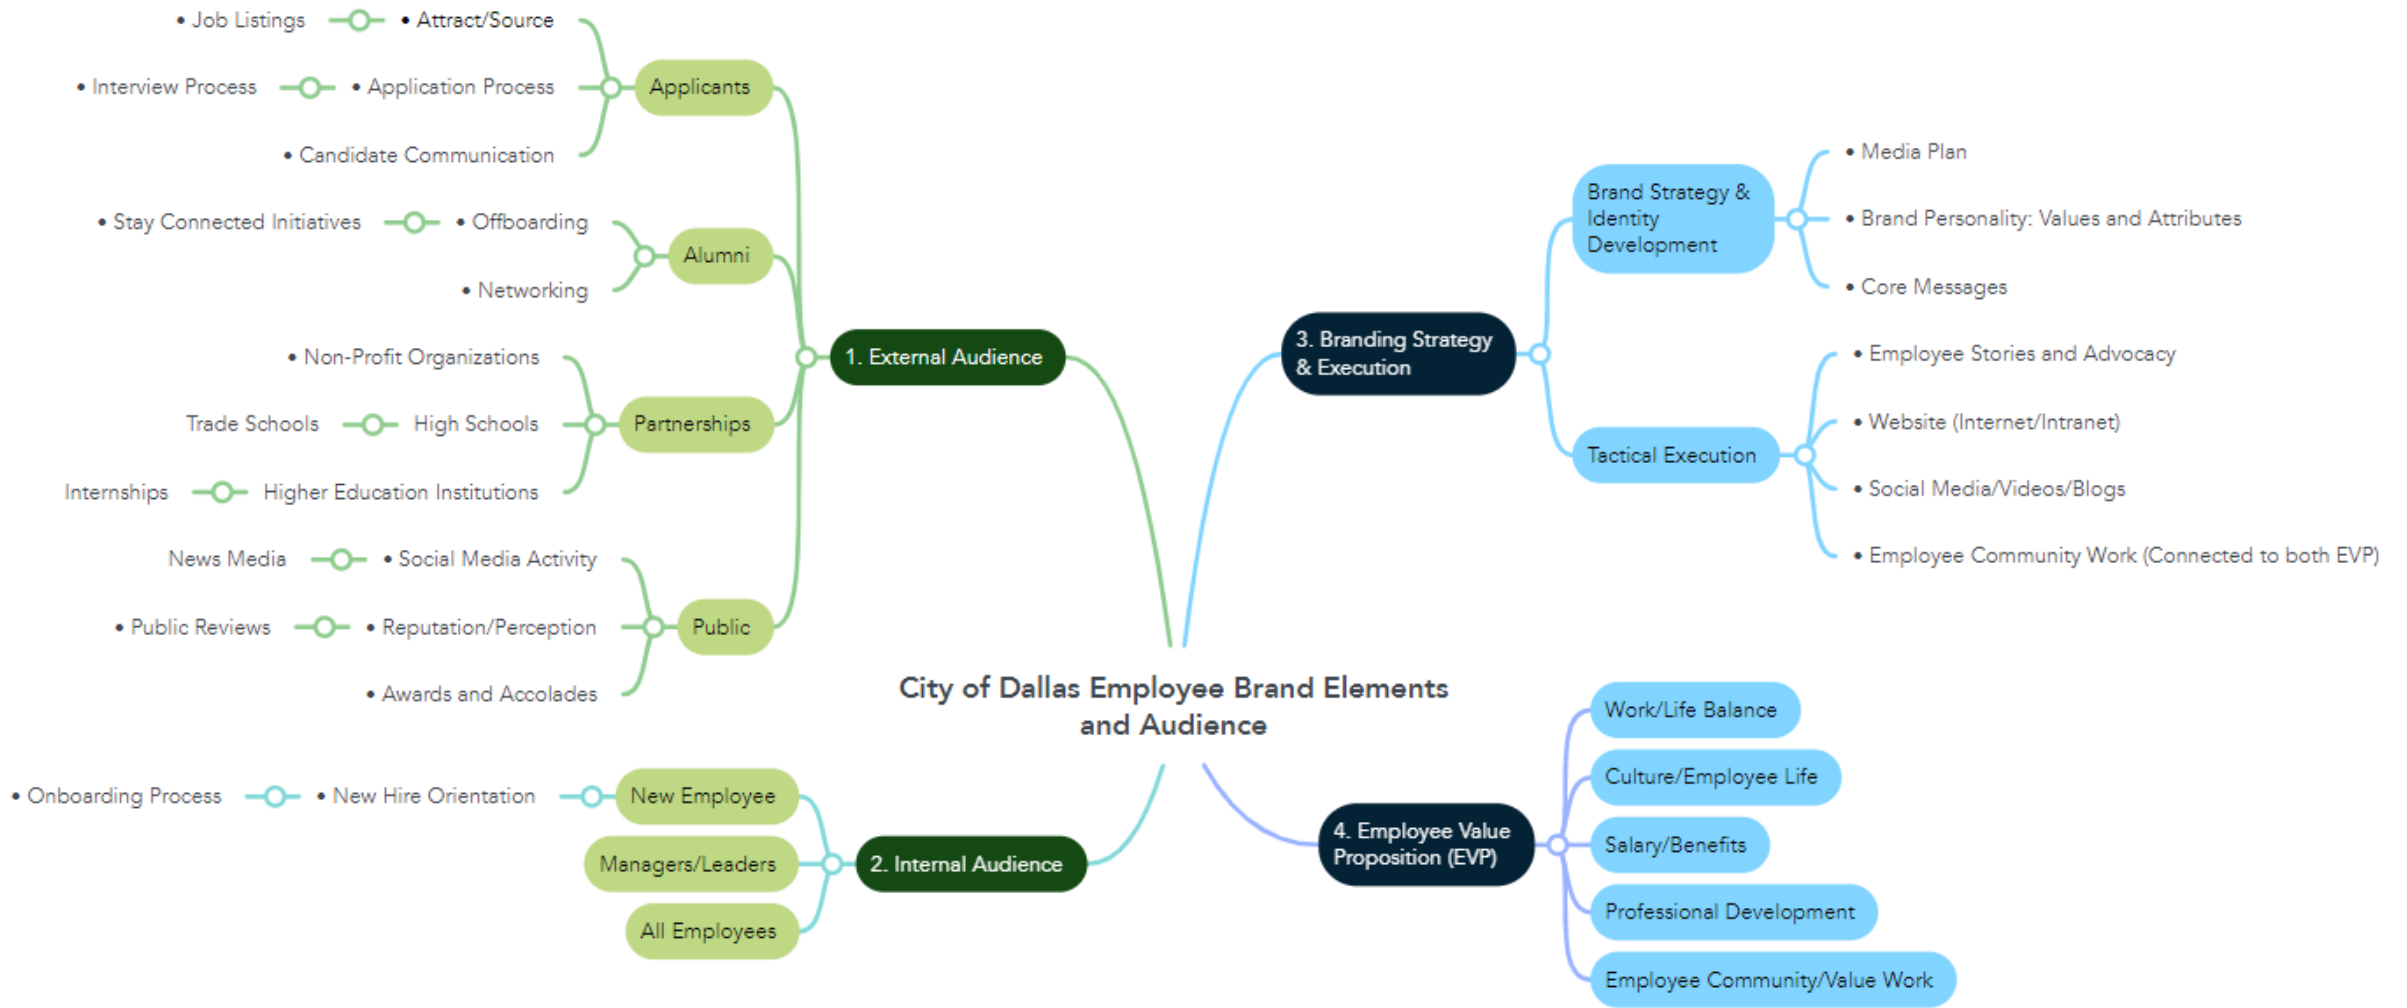 • Job Listings
• Attract/Source
• Interview Process
• Application Process
Applicants
• Candidate Communication
• Stay Connected Initiatives
• Offboarding
Alumni
• Networking
• Non-Profit Organizations
Trade Schools
High Schools
Partnerships
Internships
Higher Education Institutions
News Media
• Social Media Activity
• Public Reviews
• Reputation/Perception
Public
• Awards and Accolades
1. External Audience
City of Dallas Employee Brand Elements
and Audience
• Onboarding Process
• New Hire Orientation
New Employee
Managers/Leaders
All Employees
2. Internal Audience
3. Branding Strategy
& Execution
Brand Strategy &
Identity
Development
• Media Plan
• Brand Personality: Values and Attributes
• Core Messages
Tactical Execution
• Employee Stories and Advocacy
• Website (Internet/Intranet)
• Social Media/Videos/Blogs
• Employee Community Work (Connected to both EVP)
4. Employee Value
Proposition (EVP)
Work/Life Balance
Culture/Employee Life
Salary/Benefits
Professional Development
Employee Community/Value Work